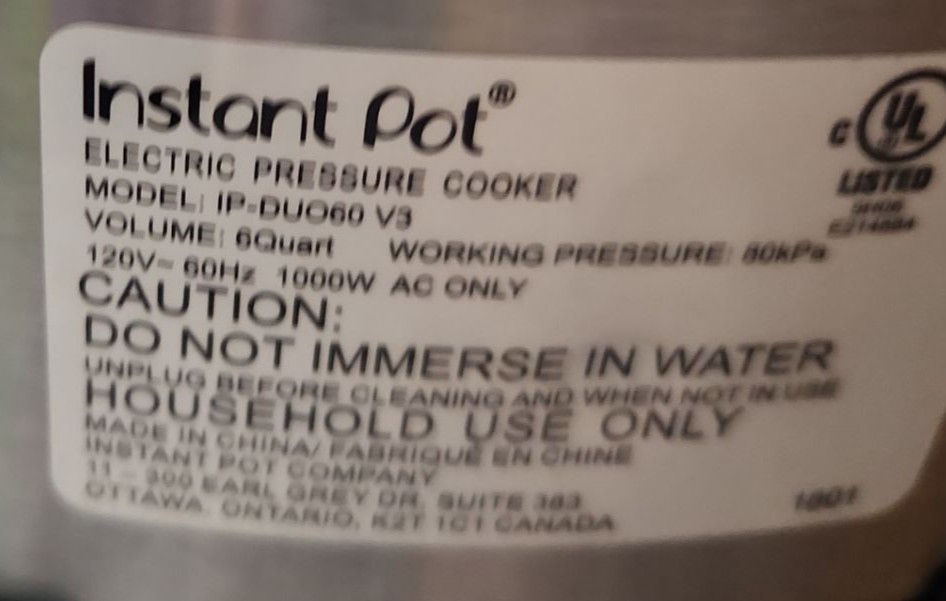 Instant Pot®
ELECTRIC PRESSURE COOKER
MODEL: IP-DUO60 V3
VOLUME: 6Quart WORKING PRESSURE: 80kPa
120V~ 60Hz 1000W AC ONLY
CAUTION:
DO NOT IMMERSE IN WATER
UNPLUG BEFORE CLEANING AND WHEN NOT IN USE
HOUSEHOLD USE ONLY
MADE IN CHINA/ FABRIQUÉ EN CHINE
INSTANT POT COMPANY
11 - 300 EARL GREY DR. SUITE 383
OTTAWA, ONTARIO, K2T 1C1 CANADA
C UL
LISTED